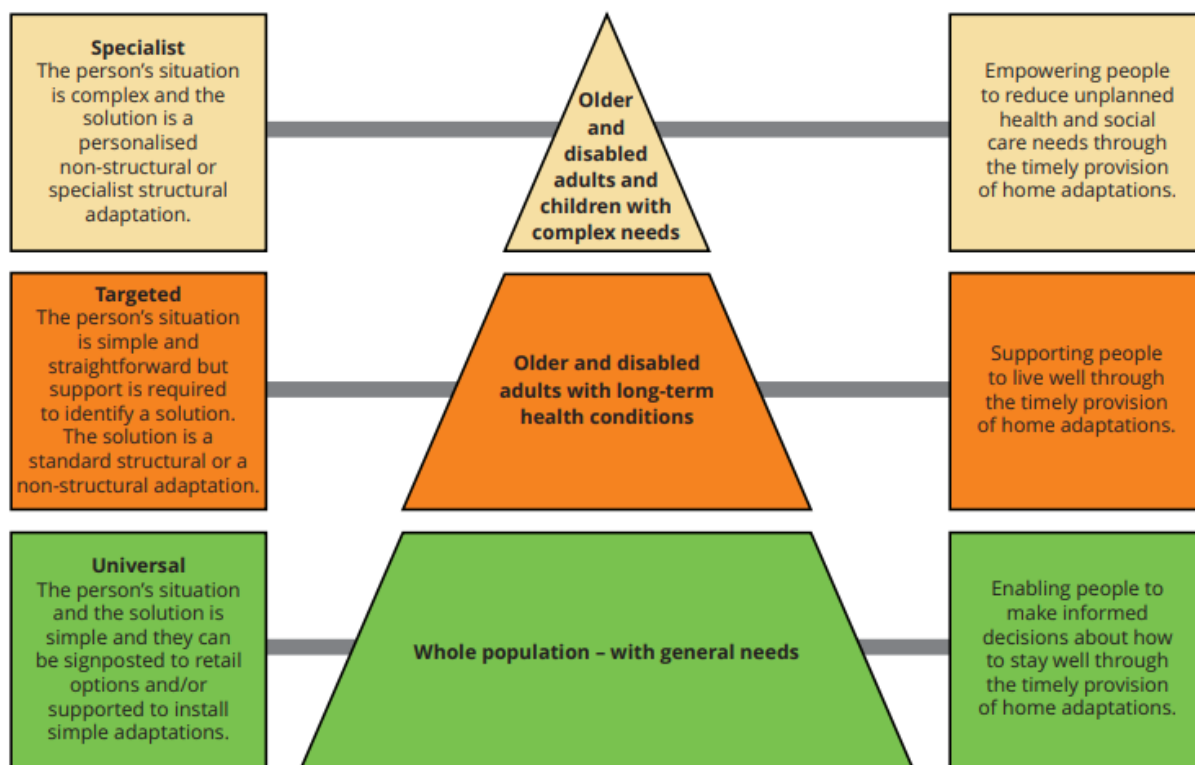 Specialist
The person's situation
is complex and the
solution is a
personalised
non-structural or
specialist structural
adaptation.
Older
and
disabled
adults and
children with
complex needs
Empowering people
to reduce unplanned
health and social
care needs through
the timely provision
of home adaptations.
Targeted
The person's situation
is simple and
straightforward but
support is required
to identify a solution.
The solution is a
standard structural or a
non-structural adaptation.
Older and disabled
adults with long-term
health conditions
Supporting people
to live well through
the timely provision
of home adaptations.
Universal
The person's situation
and the solution is
simple and they can
be signposted to retail
options and/or
supported to install
simple adaptations.
Whole population – with general needs
Enabling people to
make informed
decisions about how
to stay well through
the timely provision
of home adaptations.